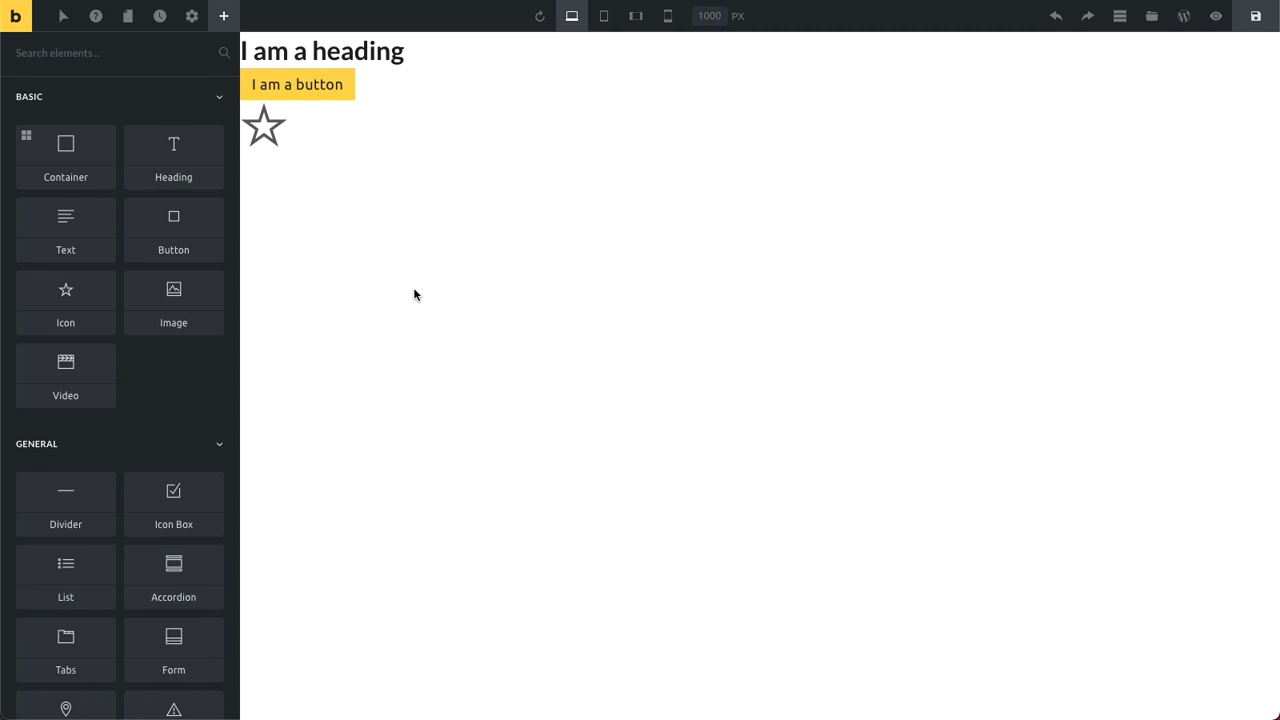 b
1000 PX
Search elements ..
BASIC
Container
Heading
Text
Button
Icon
Image
Video
GENERAL
Divider
Icon Box
List
Accordion
Tabs
Form
I am a heading
I am a button